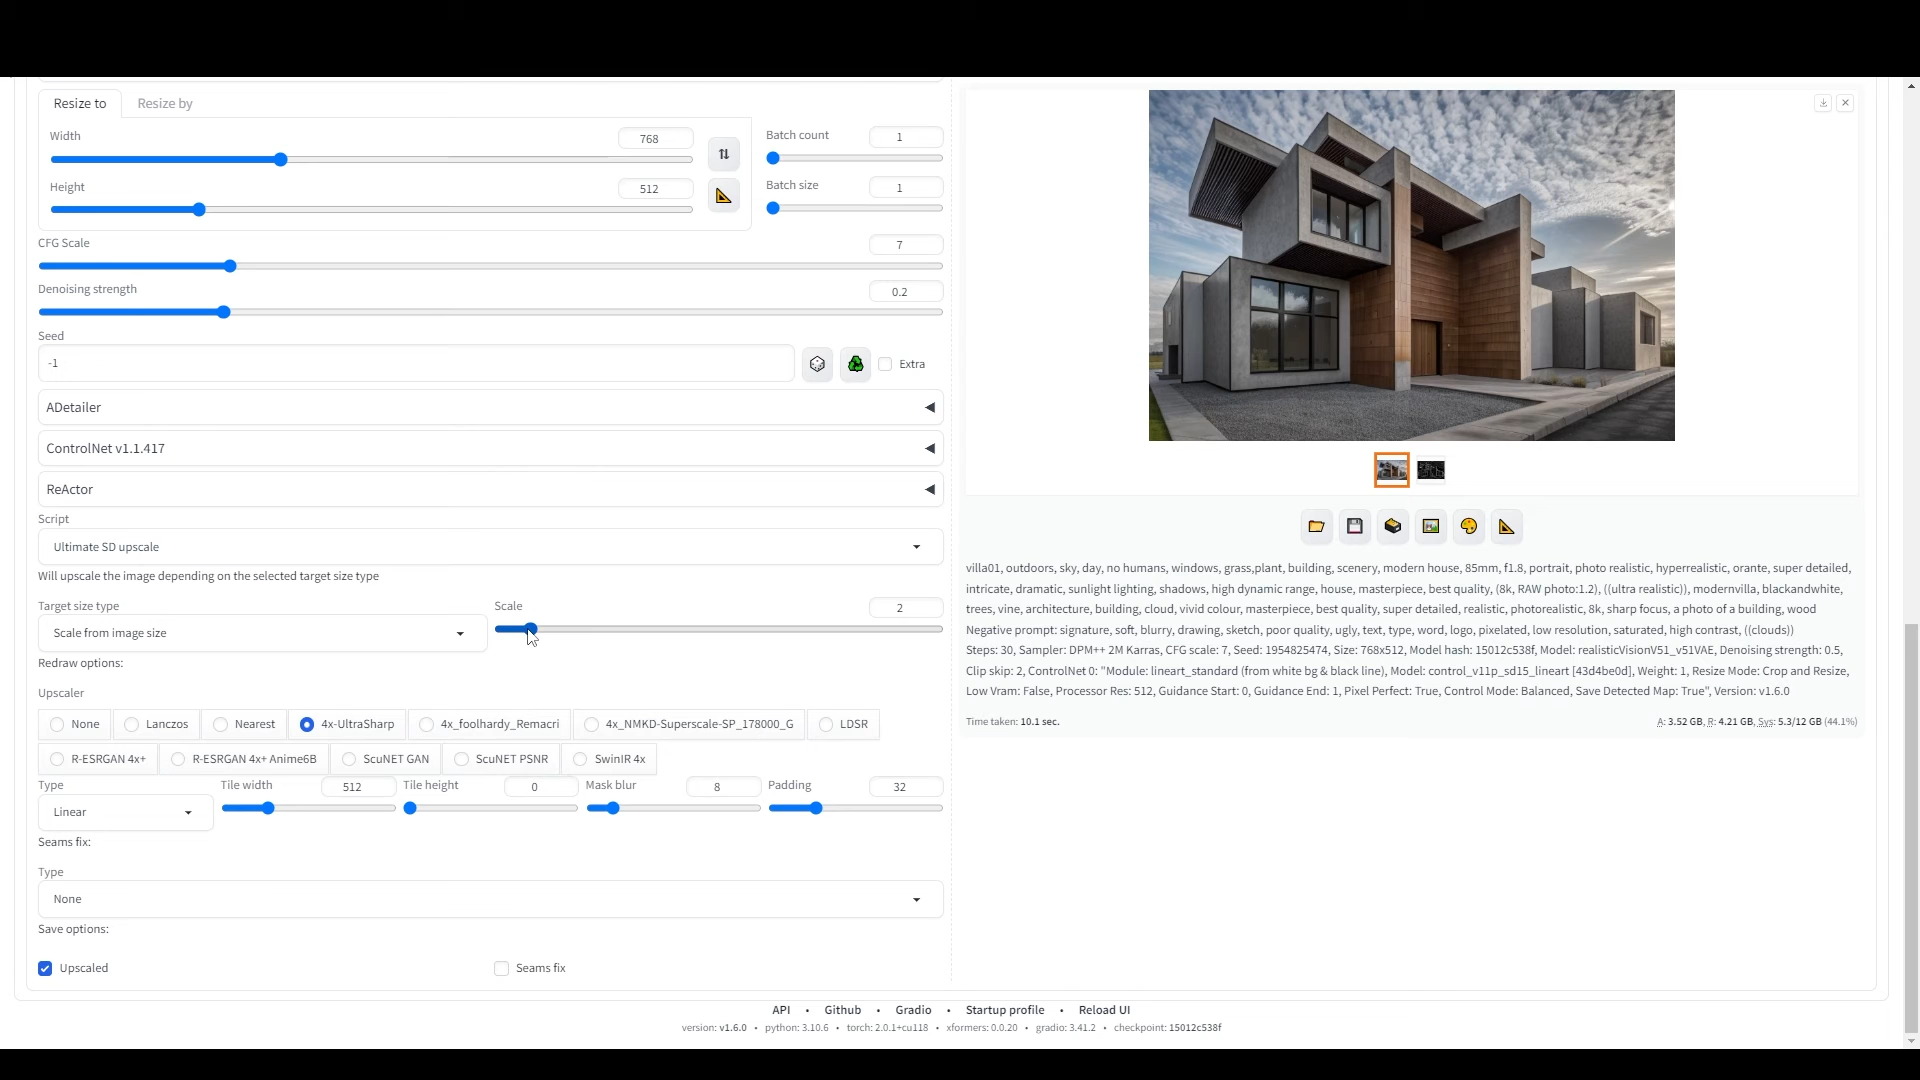 Resize to
Resize by
Width
768
Height
512
Batch count
1
Batch size
1
CFG Scale
7
Denoising strength
0.2
Seed
-1
Extra
ADetailer
ControlNet v1.1.417
ReActor
Script
Ultimate SD upscale
Will upscale the image depending on the selected target size type
Target size type
Scale from image size
Scale
2
Redraw options:
Upscaler
None
Lanczos
Nearest
4x-UltraSharp
4x_foolhardy_Remacri
4x_NMKD-Superscale-SP_178000_G
LDSR
R-ESRGAN 4x+
R-ESRGAN 4x+ Anime6B
ScuNET GAN
ScuNET PSNR
SwinIR 4x
Type
Linear
Tile width
512
Tile height
0
Mask blur
8
Padding
32
Seams fix:
Type
None
Save options:
Upscaled
Seams fix
villa01, outdoors, sky, day, no humans, windows, grass,plant, building, scenery, modern house, 85mm, f1.8, portrait, photo realistic, hyperrealistic, orante, super detailed,
intricate, dramatic, sunlight lighting, shadows, high dynamic range, house, masterpiece, best quality, (8k, RAW photo:1.2), ((ultra realistic)), modernvilla, blackandwhite,
trees, vine, architecture, building, cloud, vivid colour, masterpiece, best quality, super detailed, realistic, photorealistic, 8k, sharp focus, a photo of a building, wood
Negative prompt: signature, soft, blurry, drawing, sketch, poor quality, ugly, text, type, word, logo, pixelated, low resolution, saturated, high contrast, ((clouds))
Steps: 30, Sampler: DPM++ 2M Karras, CFG scale: 7, Seed: 1954825474, Size: 768x512, Model hash: 15012c538f, Model: realisticVisionV51_v51VAE, Denoising strength: 0.5,
Clip skip: 2, ControlNet 0: "Module: lineart_standard (from white bg & black line), Model: control_v11p_sd15_lineart [43d4be0d], Weight: 1, Resize Mode: Crop and Resize,
Low Vram: False, Processor Res: 512, Guidance Start: 0, Guidance End: 1, Pixel Perfect: True, Control Mode: Balanced, Save Detected Map: True", Version: v1.6.0
Time taken: 10.1 sec.
A: 3.52 GB, R: 4.21 GB, Sys: 5.3/12 GB (44.1%)
API • Github • Gradio • Startup profile • Reload UI
version: v1.6.0 • python: 3.10.6 • torch: 2.0.1+cu118 • xformers: 0.0.20 • gradio: 3.41.2 • checkpoint: 15012c538f